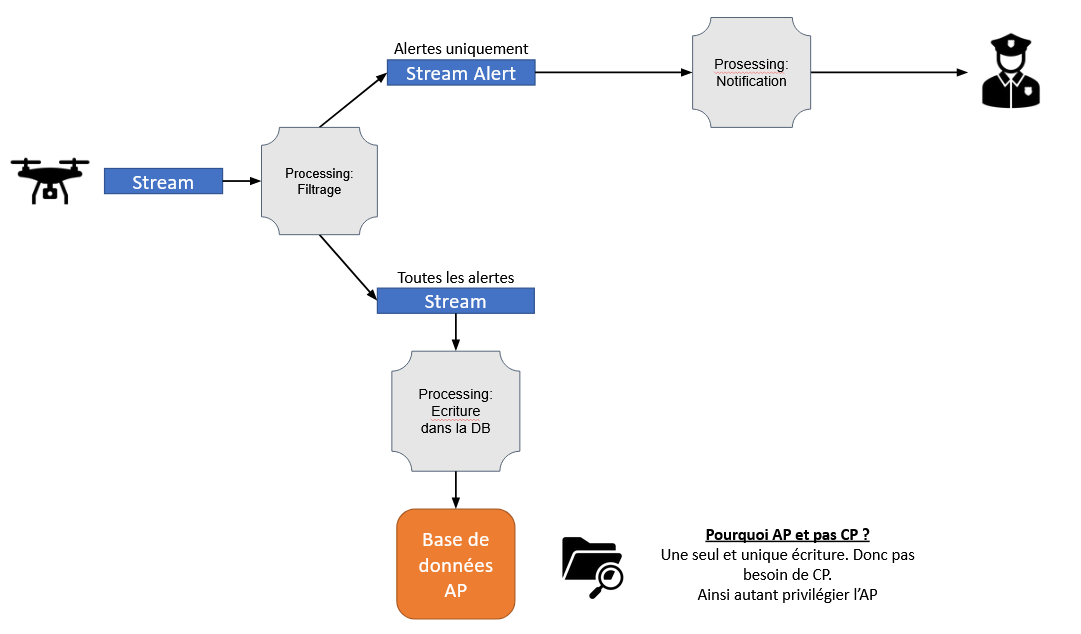 Alertes uniquement
Stream Alert
Prosessing:
Notification
Stream
Processing:
Filtrage
Toutes les alertes
Stream
Processing:
Ecriture
dans la DB
Base de
données
AP
Pourquoi AP et pas CP ?
Une seul et unique écriture. Donc pas
besoin de CP.
Ainsi autant privilégier l'AP